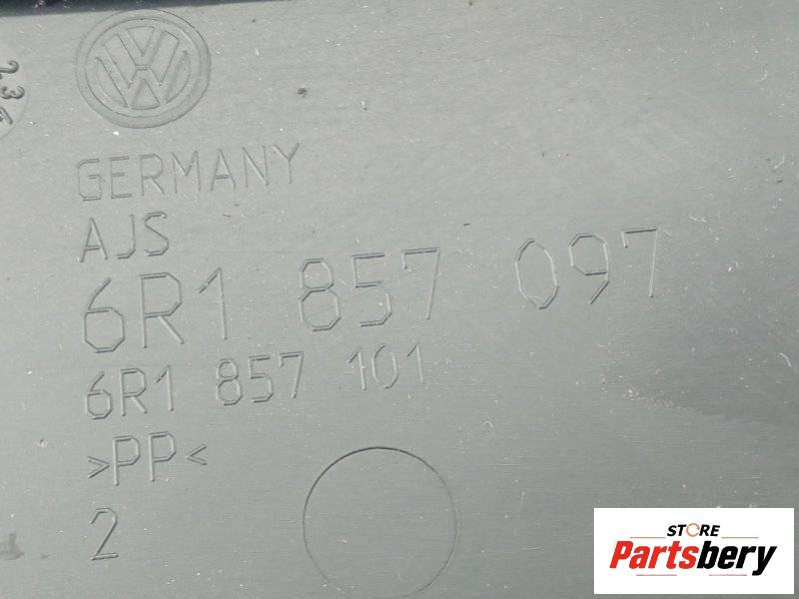 GERMANY
AJS
6R1 857 097
6R1 857 101
>PP<
2
STORE
Partsbery